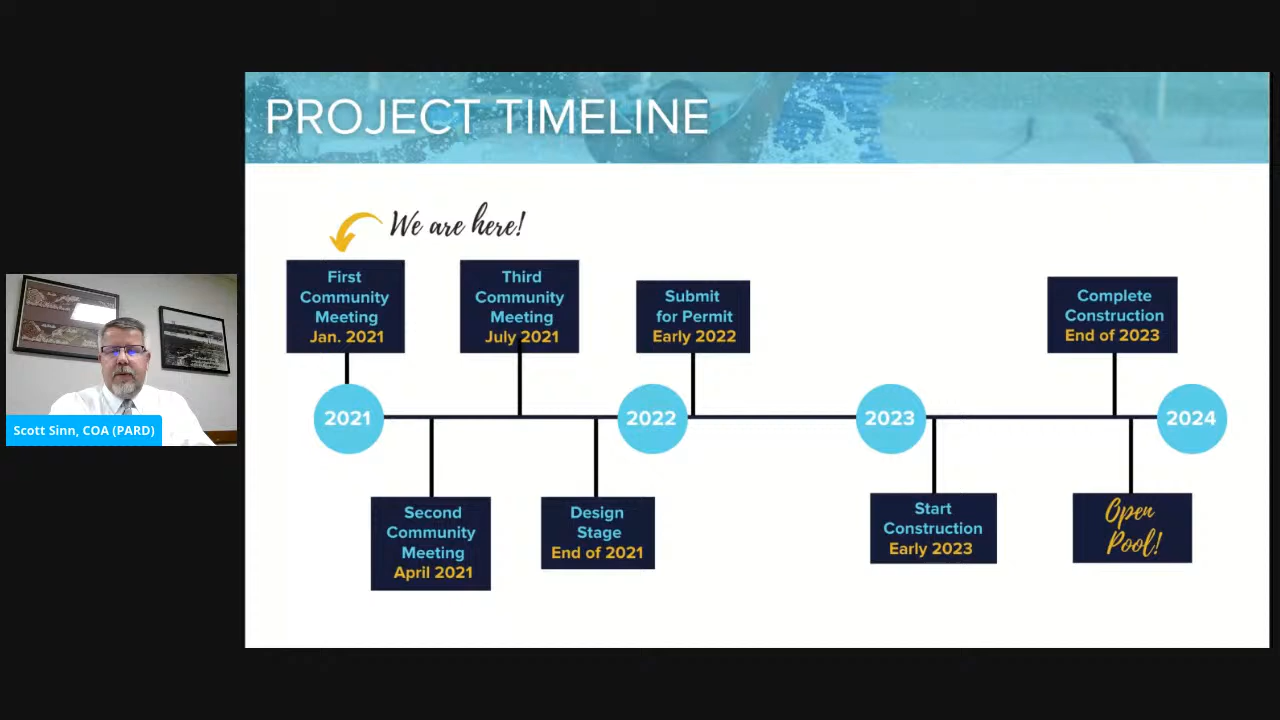 PROJECT TIMELINE
We are here!
First
Community
Meeting
Jan. 2021
Third
Community
Meeting
July 2021
Submit
for Permit
Early 2022
Complete
Construction
End of 2023
2021
2022
2023
2024
Second
Community
Meeting
April 2021
Design
Stage
End of 2021
Start
Construction
Early 2023
Open
Pool!
Scott Sinn, COA (PARD)